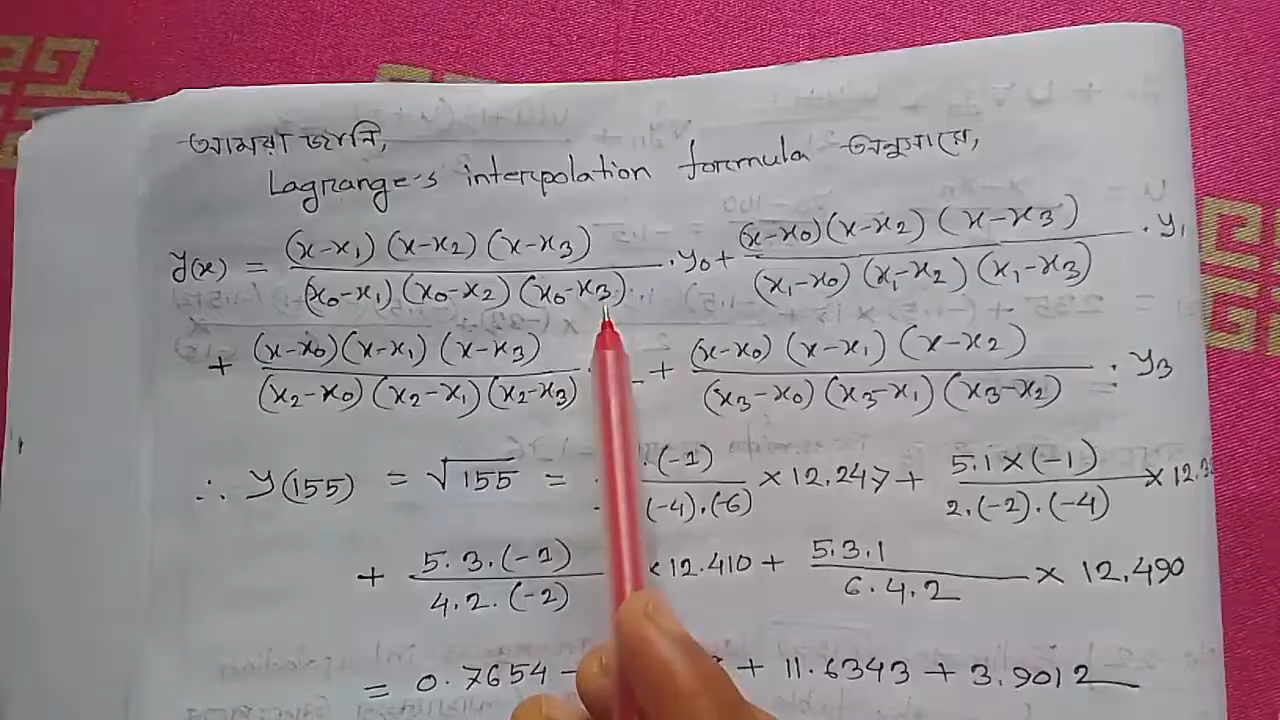 আমরা জানি,
Lagrange's interpolation formula অনুসারে,
y(x) = (x-x₁)(x-x₂)(x-x₃) / (x₀-x₁)(x₀-x₂)(x₀-x₃) · y₀ + (x-x₀)(x-x₂)(x-x₃) / (x₁-x₀)(x₁-x₂)(x₁-x₃) · y₁
+ (x-x₀)(x-x₁)(x-x₃) / (x₂-x₀)(x₂-x₁)(x₂-x₃) · + (x-x₀)(x-x₁)(x-x₂) / (x₃-x₀)(x₃-x₁)(x₃-x₂) · y₃
∴ y(155) = √155 = .(-1) / (-4).(-6) × 12.247 + 5.1×(-1) / 2.(-2).(-4) × 12.3
+ 5.3.(-1) / 4.2.(-2) × 12.410 + 5.3.1 / 6.4.2 × 12.490
= 0.7654 + 11.6343 + 3.9012